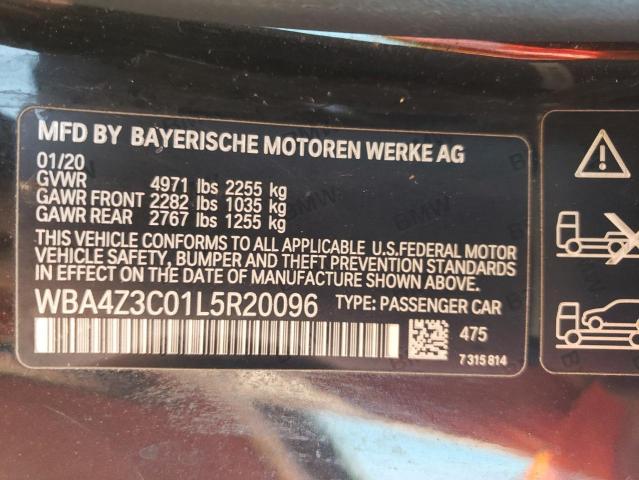 MFD BY BAYERISCHE MOTOREN WERKE AG
01/20
GVWR 4971 lbs 2255 kg
GAWR FRONT 2282 lbs 1035 kg
GAWR REAR 2767 lbs 1255 kg
THIS VEHICLE CONFORMS TO ALL APPLICABLE U.S.FEDERAL MOTOR
VEHICLE SAFETY, BUMPER AND THEFT PREVENTION STANDARDS
IN EFFECT ON THE DATE OF MANUFACTURE SHOWN ABOVE.
WBA4Z3C01L5R20096 TYPE: PASSENGER CAR
475
7 315 814